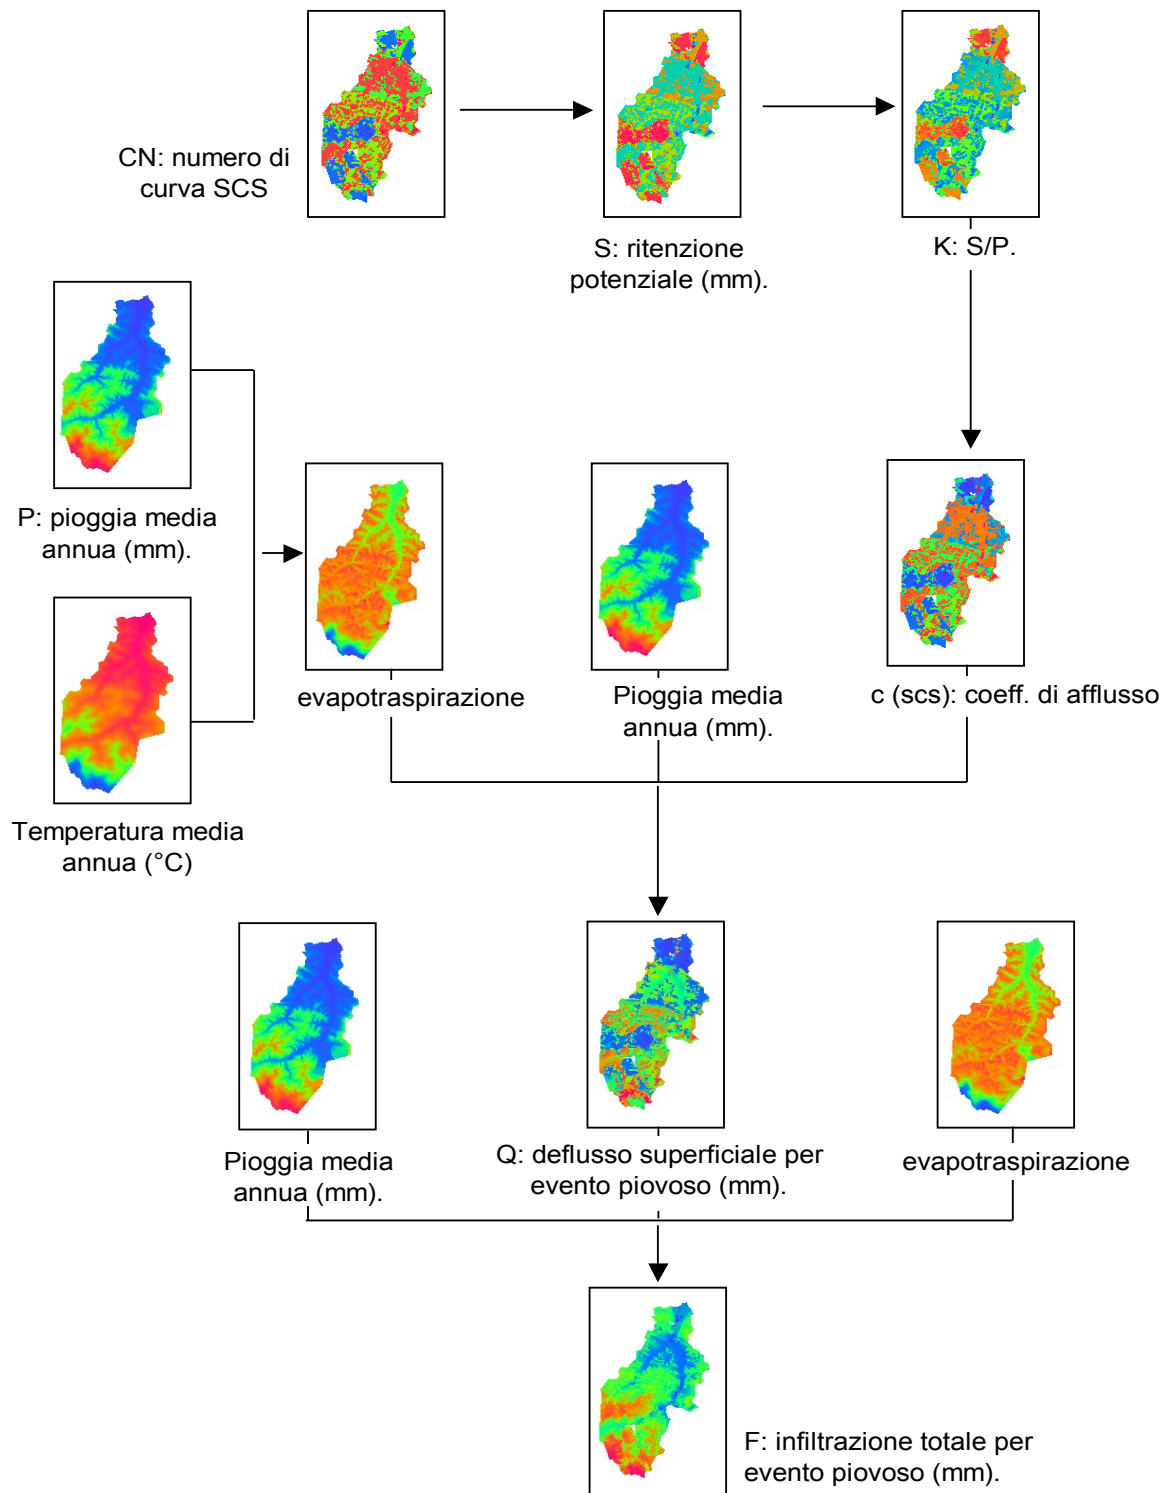 CN: numero di
curva SCS
S: ritenzione
potenziale (mm).
K: S/P.
P: pioggia media
annua (mm).
evapotraspirazione
Pioggia media
annua (mm).
c (scs): coeff. di afflusso
Temperatura media
annua (°C)
Pioggia media
annua (mm).
Q: deflusso superficiale per
evento piovoso (mm).
evapotraspirazione
F: infiltrazione totale per
evento piovoso (mm).